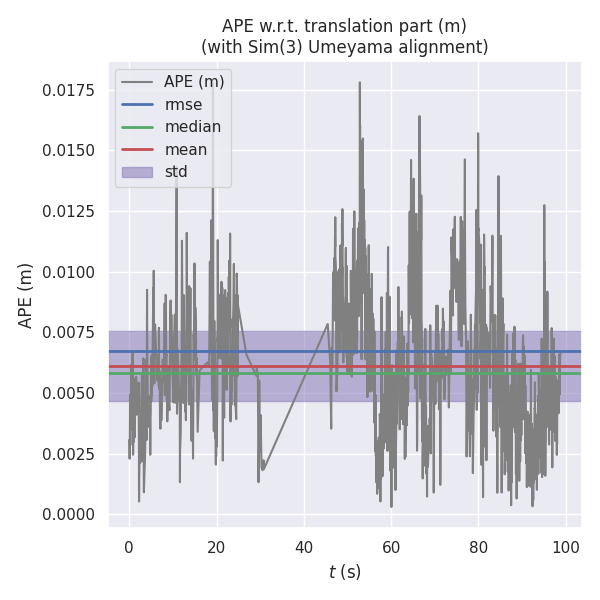 APE w.r.t. translation part (m)
(with Sim(3) Umeyama alignment)
APE (m)
rmse
median
mean
std
APE (m)
0.0175
0.0150
0.0125
0.0100
0.0075
0.0050
0.0025
0.0000
0 20 40 60 80 100
t (s)